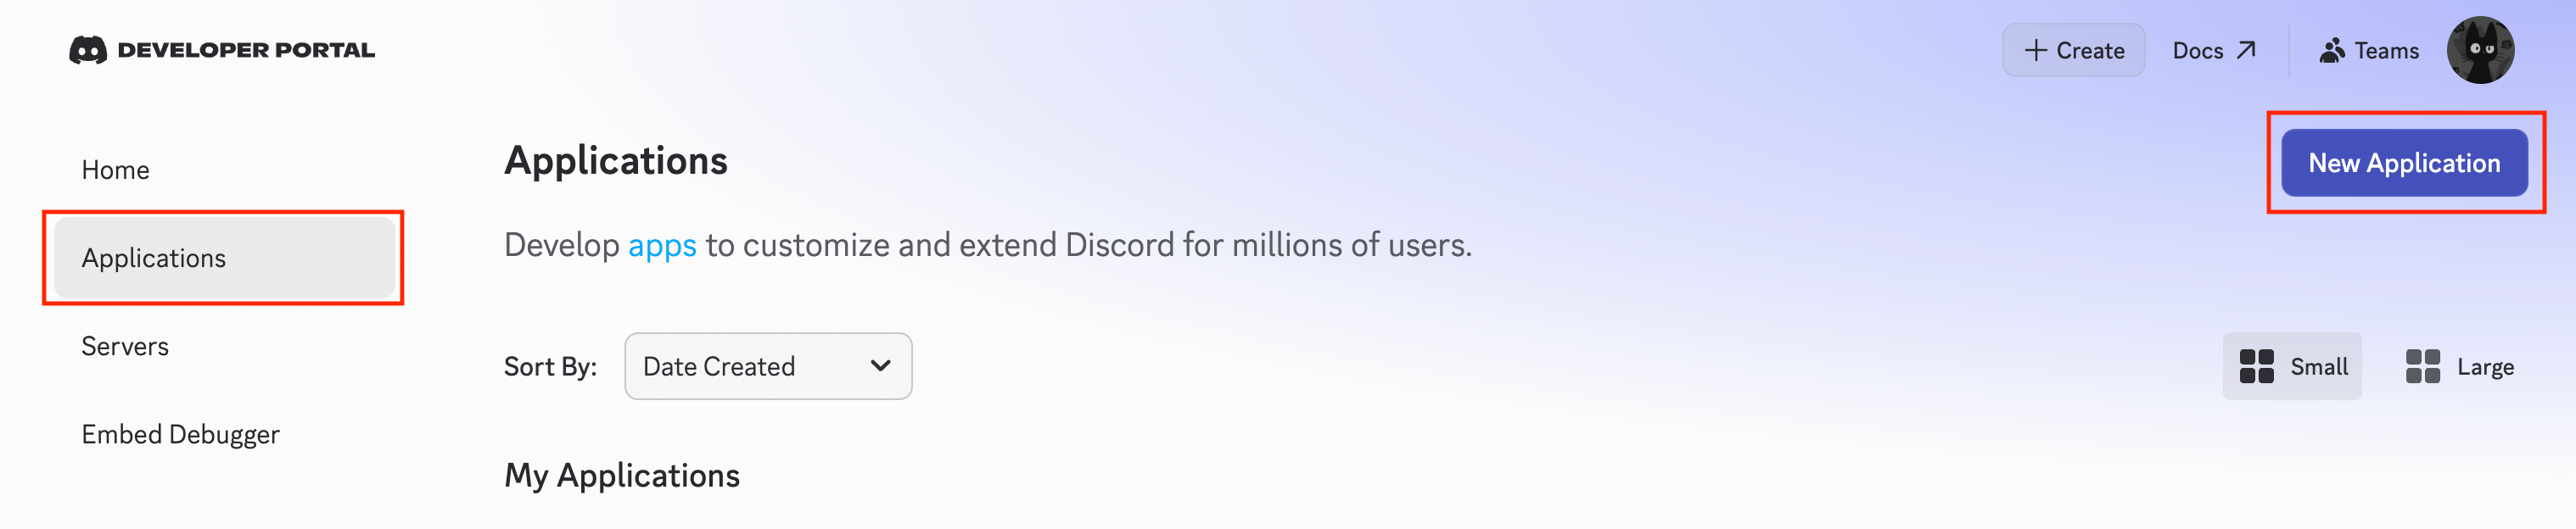 DEVELOPER PORTAL
Create
Docs
Teams
Home
Applications
Servers
Embed Debugger
Applications
New Application
Develop apps to customize and extend Discord for millions of users.
Sort By:
Date Created
Small
Large
My Applications